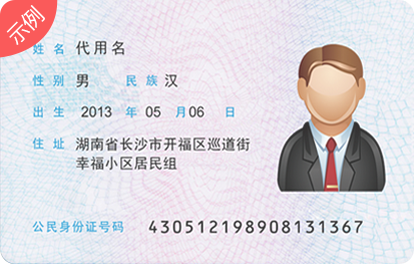 示例
姓名 代用名
性别 男 民族 汉
出生 2013 年 05 月 06 日
住址 湖南省长沙市开福区巡道街
幸福小区居民组
公民身份证号码 430512198908131367